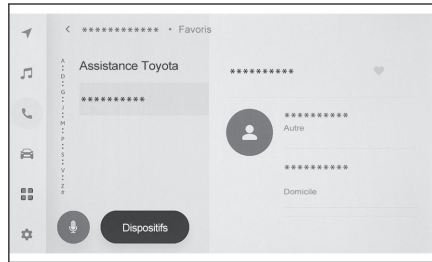 ************ • Favoris
Assistance Toyota
**********
A
•
D
•
G
•
J
•
M
•
P
•
S
•
V
•
Z
#
**********
**********
Autre
**********
Domicile
Dispositifs